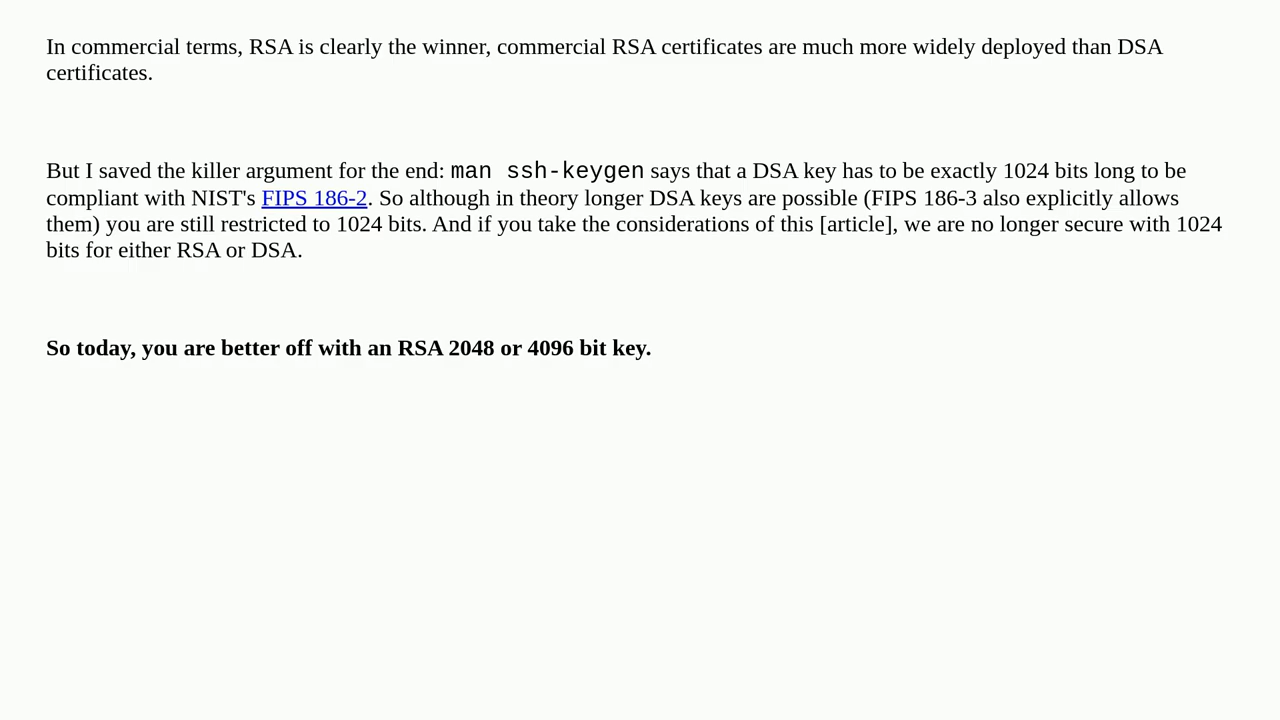 In commercial terms, RSA is clearly the winner, commercial RSA certificates are much more widely deployed than DSA
certificates.
But I saved the killer argument for the end: man ssh-keygen says that a DSA key has to be exactly 1024 bits long to be
compliant with NIST's FIPS 186-2. So although in theory longer DSA keys are possible (FIPS 186-3 also explicitly allows
them) you are still restricted to 1024 bits. And if you take the considerations of this [article], we are no longer secure with 1024
bits for either RSA or DSA.
So today, you are better off with an RSA 2048 or 4096 bit key.